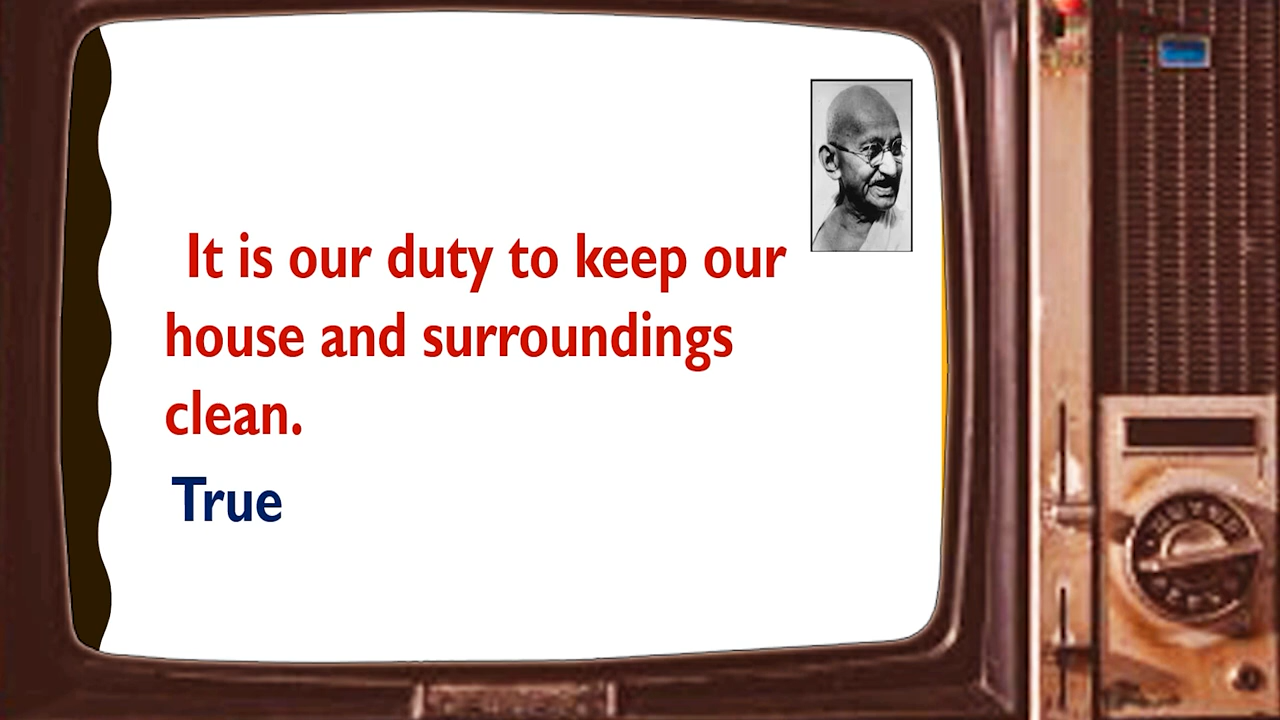 It is our duty to keep our
house and surroundings
clean.
True